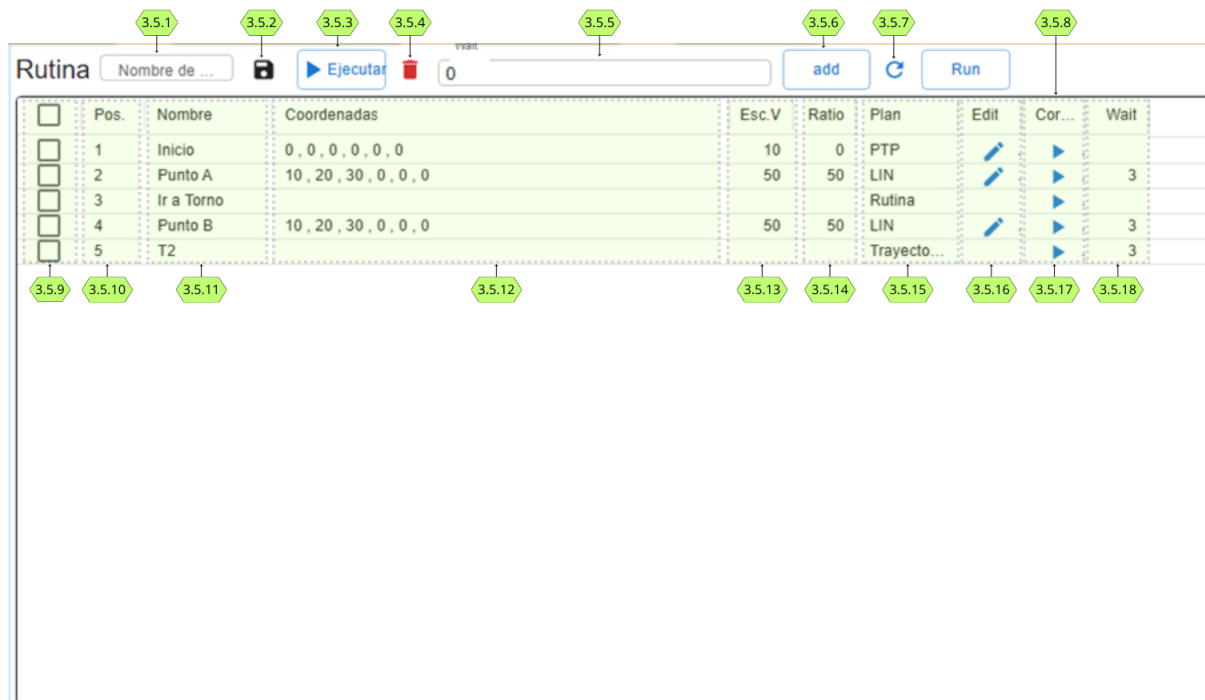 3.5.1 3.5.2 3.5.3 3.5.4 3.5.5 3.5.6 3.5.7 3.5.8
Wait
Rutina Nombre de ... Ejecutar 0 add Run
Pos. Nombre Coordenadas Esc.V Ratio Plan Edit Cor... Wait
1 Inicio 0 , 0 , 0 , 0 , 0 , 0 10 0 PTP
2 Punto A 10 , 20 , 30 , 0 , 0 , 0 50 50 LIN 3
3 Ir a Torno Rutina
4 Punto B 10 , 20 , 30 , 0 , 0 , 0 50 50 LIN 3
5 T2 Trayecto... 3
3.5.9 3.5.10 3.5.11 3.5.12 3.5.13 3.5.14 3.5.15 3.5.16 3.5.17 3.5.18